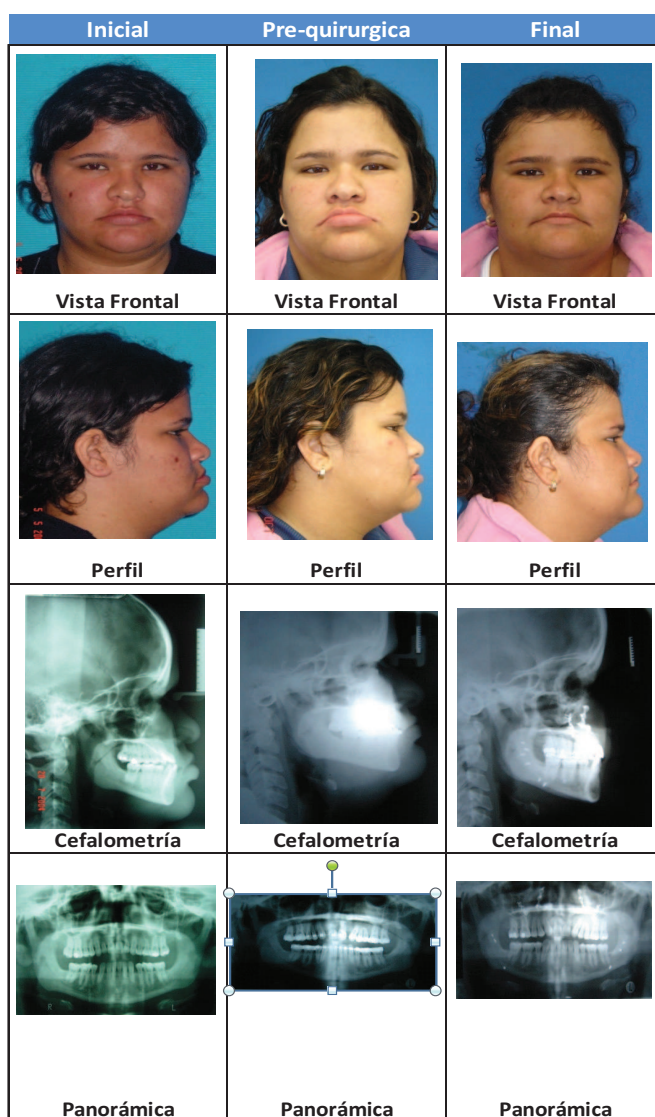 Inicial Pre-quirurgica Final
Vista Frontal Vista Frontal Vista Frontal
Perfil Perfil Perfil
Cefalometría Cefalometría Cefalometría
E L
Panorámica Panorámica Panorámica